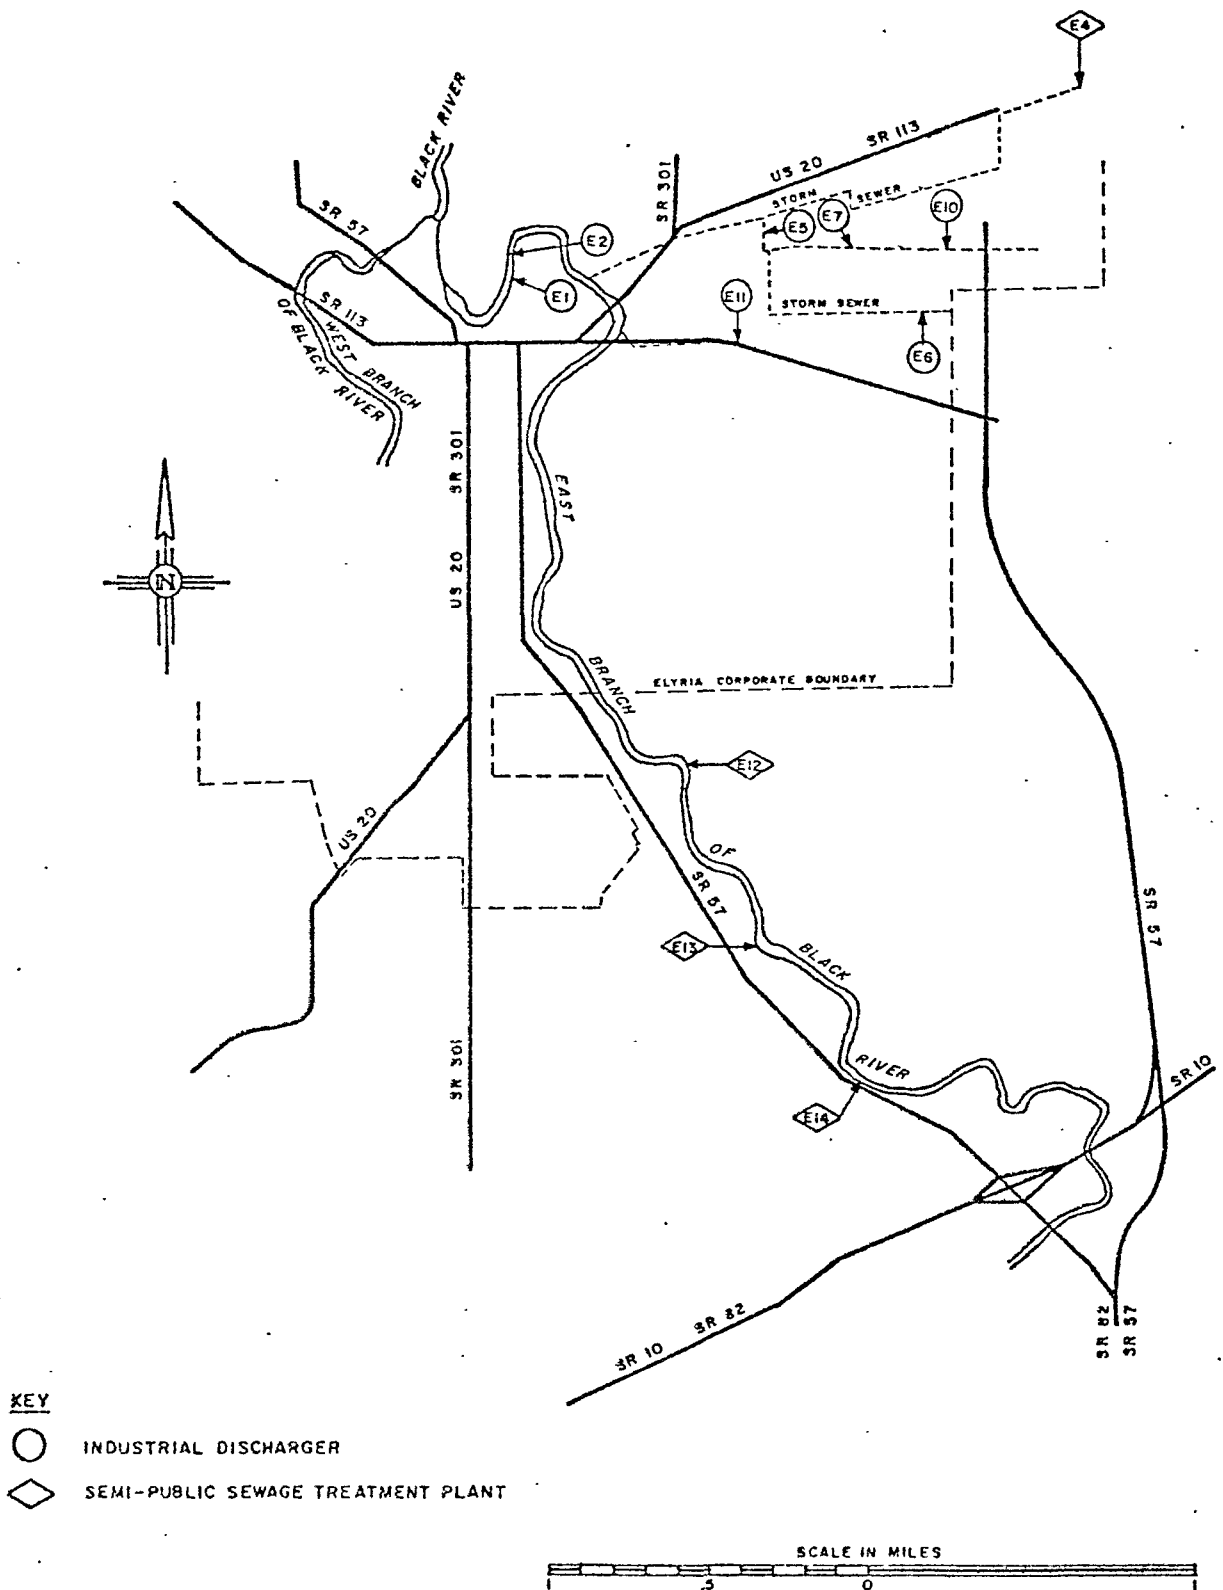 E4
BLACK RIVER
SR 301
US 20
SR 113
STORM SEWER
SR 57
E5
E7
E10
E2
E1
E11
SR 113
STORM SEWER
E6
WEST BRANCH
OF BLACK RIVER
US 20 SR 301
EAST
N
BRANCH
ELYRIA CORPORATE BOUNDARY
E12
US 20
OF
SR 57
SR 57
E13
BLACK
SR 301
RIVER
SR 10
E14
SR 10 SR 82
SR 82
SR 57
KEY
INDUSTRIAL DISCHARGER
SEMI-PUBLIC SEWAGE TREATMENT PLANT
SCALE IN MILES
1 .5 0 1